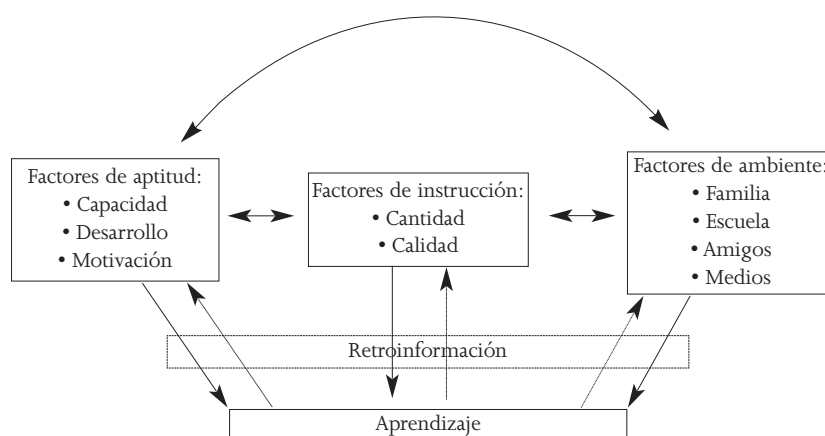 Factores de aptitud:
• Capacidad
• Desarrollo
• Motivación
Factores de instrucción:
• Cantidad
• Calidad
Factores de ambiente:
• Familia
• Escuela
• Amigos
• Medios
Retroinformación
Aprendizaje